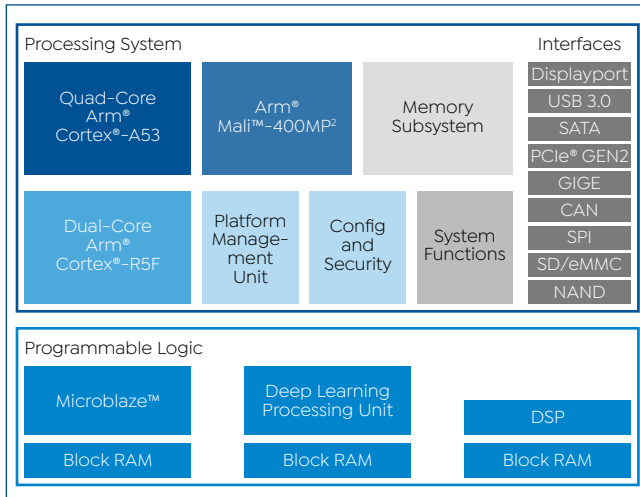 Processing System
Interfaces
Quad-Core
Arm®
Cortex®-A53
Arm®
Mali™-400MP²
Memory
Subsystem
Displayport
USB 3.0
SATA
PCIe® GEN2
GIGE
CAN
SPI
SD/eMMC
NAND
Dual-Core
Arm®
Cortex®-R5F
Platform
Manage-
ment
Unit
Config
and
Security
System
Functions
Programmable Logic
Microblaze™
Deep Learning
Processing Unit
DSP
Block RAM
Block RAM
Block RAM